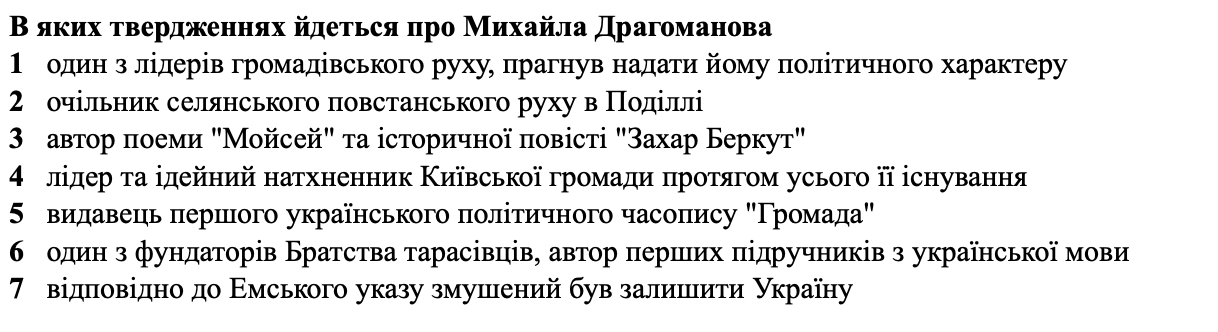 В яких твердженнях йдеться про Михайла Драгоманова
1 один з лідерів громадівського руху, прагнув надати йому політичного характеру
2 очільник селянського повстанського руху в Поділлі
3 автор поеми "Мойсей" та історичної повісті "Захар Беркут"
4 лідер та ідейний натхненник Київської громади протягом усього її існування
5 видавець першого українського політичного часопису "Громада"
6 один з фундаторів Братства тарасівців, автор перших підручників з української мови
7 відповідно до Емського указу змушений був залишити Україну